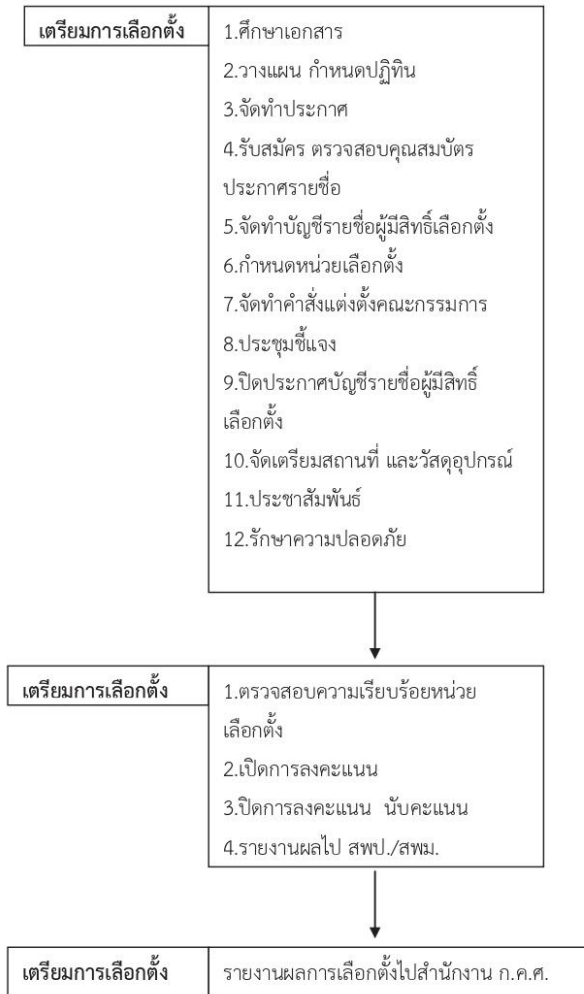 เตรียมการเลือกตั้ง
1.ศึกษาเอกสาร
2.วางแผน กำหนดปฏิทิน
3.จัดทำประกาศ
4.รับสมัคร ตรวจสอบคุณสมบัตร
ประกาศรายชื่อ
5.จัดทำบัญชีรายชื่อผู้มีสิทธิ์เลือกตั้ง
6.กำหนดหน่วยเลือกตั้ง
7.จัดทำคำสั่งแต่งตั้งคณะกรรมการ
8.ประชุมชี้แจง
9.ปิดประกาศบัญชีรายชื่อผู้มีสิทธิ์
เลือกตั้ง
10.จัดเตรียมสถานที่ และวัสดุอุปกรณ์
11.ประชาสัมพันธ์
12.รักษาความปลอดภัย
เตรียมการเลือกตั้ง
1.ตรวจสอบความเรียบร้อยหน่วย
เลือกตั้ง
2.เปิดการลงคะแนน
3.ปิดการลงคะแนน นับคะแนน
4.รายงานผลไป สพป./สพม.
เตรียมการเลือกตั้ง
รายงานผลการเลือกตั้งไปสำนักงาน ก.ค.ศ.